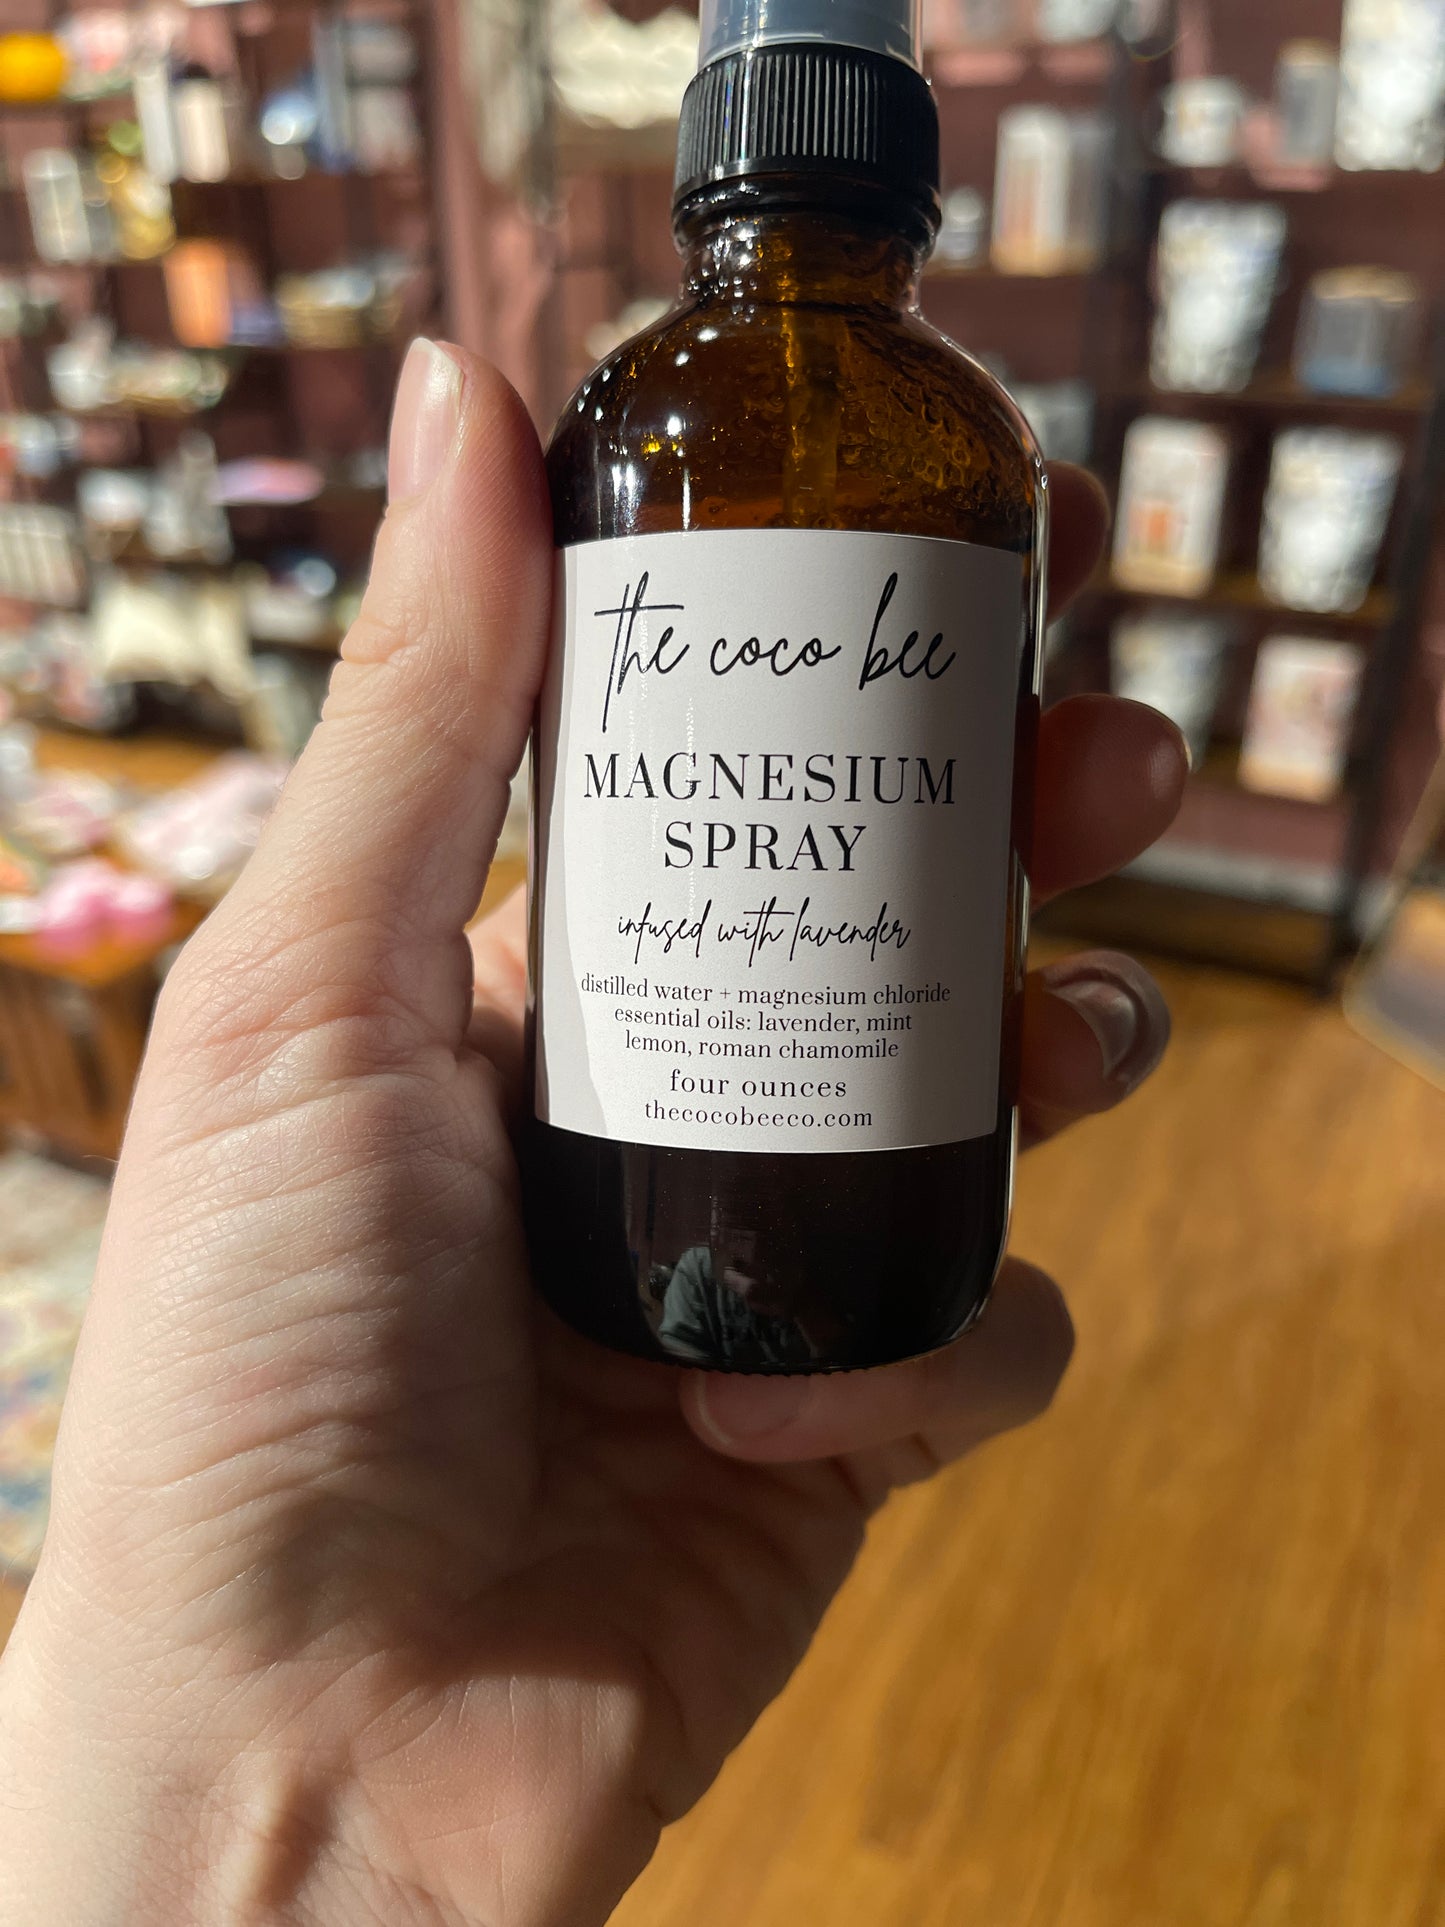 the coco bee
MAGNESIUM
SPRAY
infused with lavender
distilled water + magnesium chloride
essential oils: lavender, mint
lemon, roman chamomile
four ounces
thecocobeeco.com